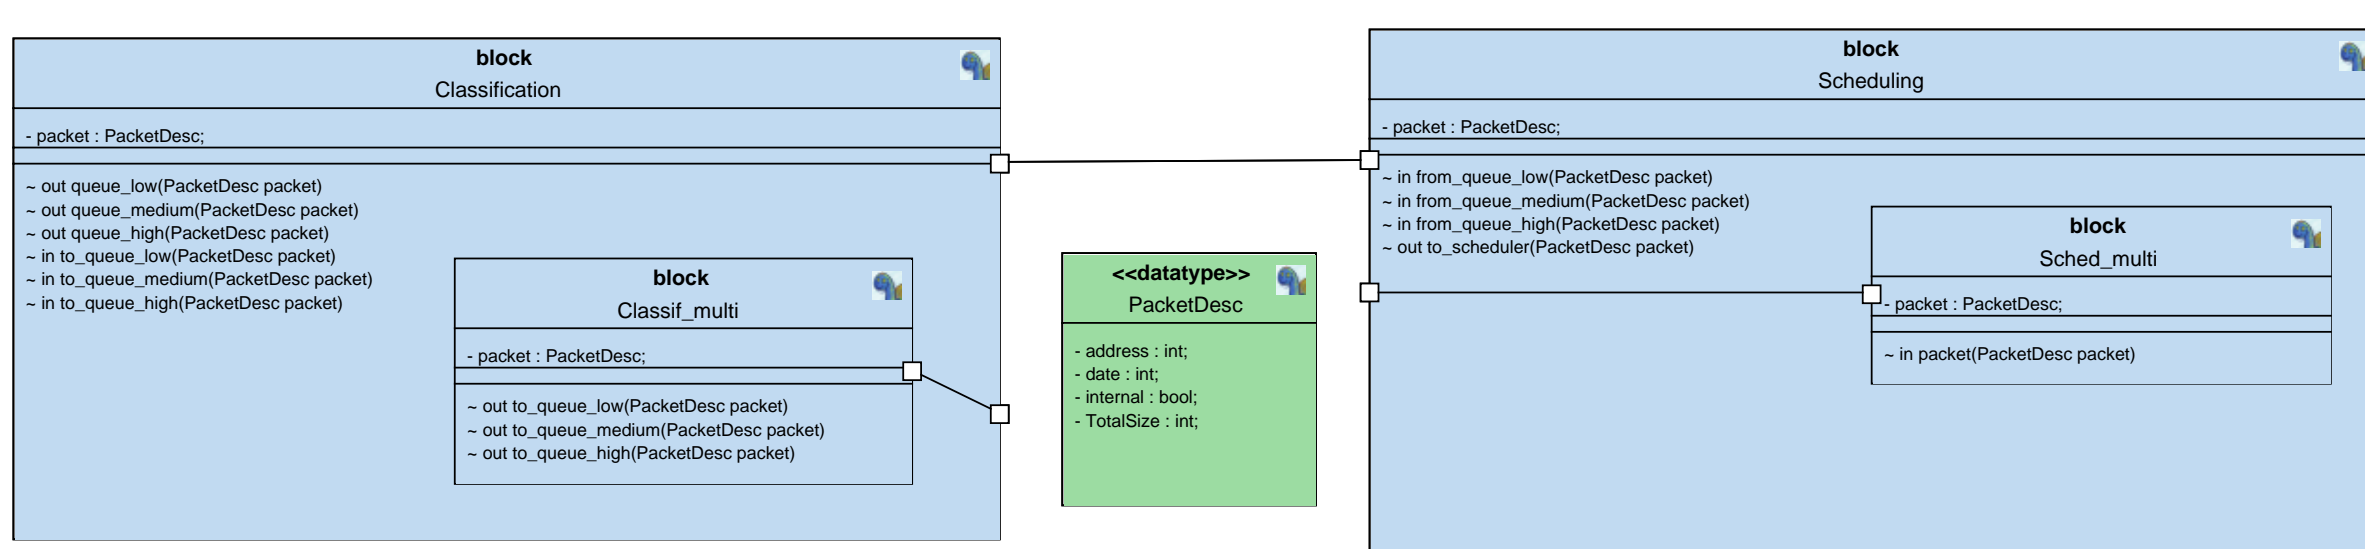 block
Classification
- packet : PacketDesc;
~ out queue_low(PacketDesc packet)
~ out queue_medium(PacketDesc packet)
~ out queue_high(PacketDesc packet)
~ in to_queue_low(PacketDesc packet)
~ in to_queue_medium(PacketDesc packet)
~ in to_queue_high(PacketDesc packet)
block
Classif_multi
- packet : PacketDesc;
~ out to_queue_low(PacketDesc packet)
~ out to_queue_medium(PacketDesc packet)
~ out to_queue_high(PacketDesc packet)
<<datatype>>
PacketDesc
- address : int;
- date : int;
- internal : bool;
- TotalSize : int;
block
Scheduling
- packet : PacketDesc;
~ in from_queue_low(PacketDesc packet)
~ in from_queue_medium(PacketDesc packet)
~ in from_queue_high(PacketDesc packet)
~ out to_scheduler(PacketDesc packet)
block
Sched_multi
- packet : PacketDesc;
~ in packet(PacketDesc packet)